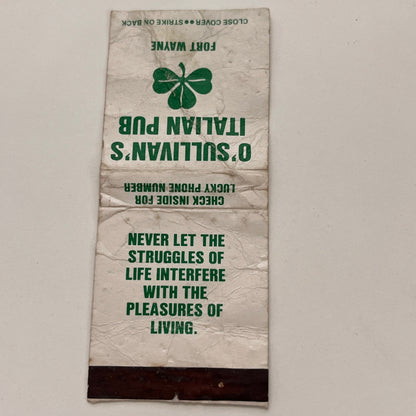 CLOSE COVER●●STRIKE ON BACK
FORT WAYNE
O'SULLIVAN'S
ITALIAN PUB
CHECK INSIDE FOR
LUCKY PHONE NUMBER
NEVER LET THE
STRUGGLES OF
LIFE INTERFERE
WITH THE
PLEASURES OF
LIVING.